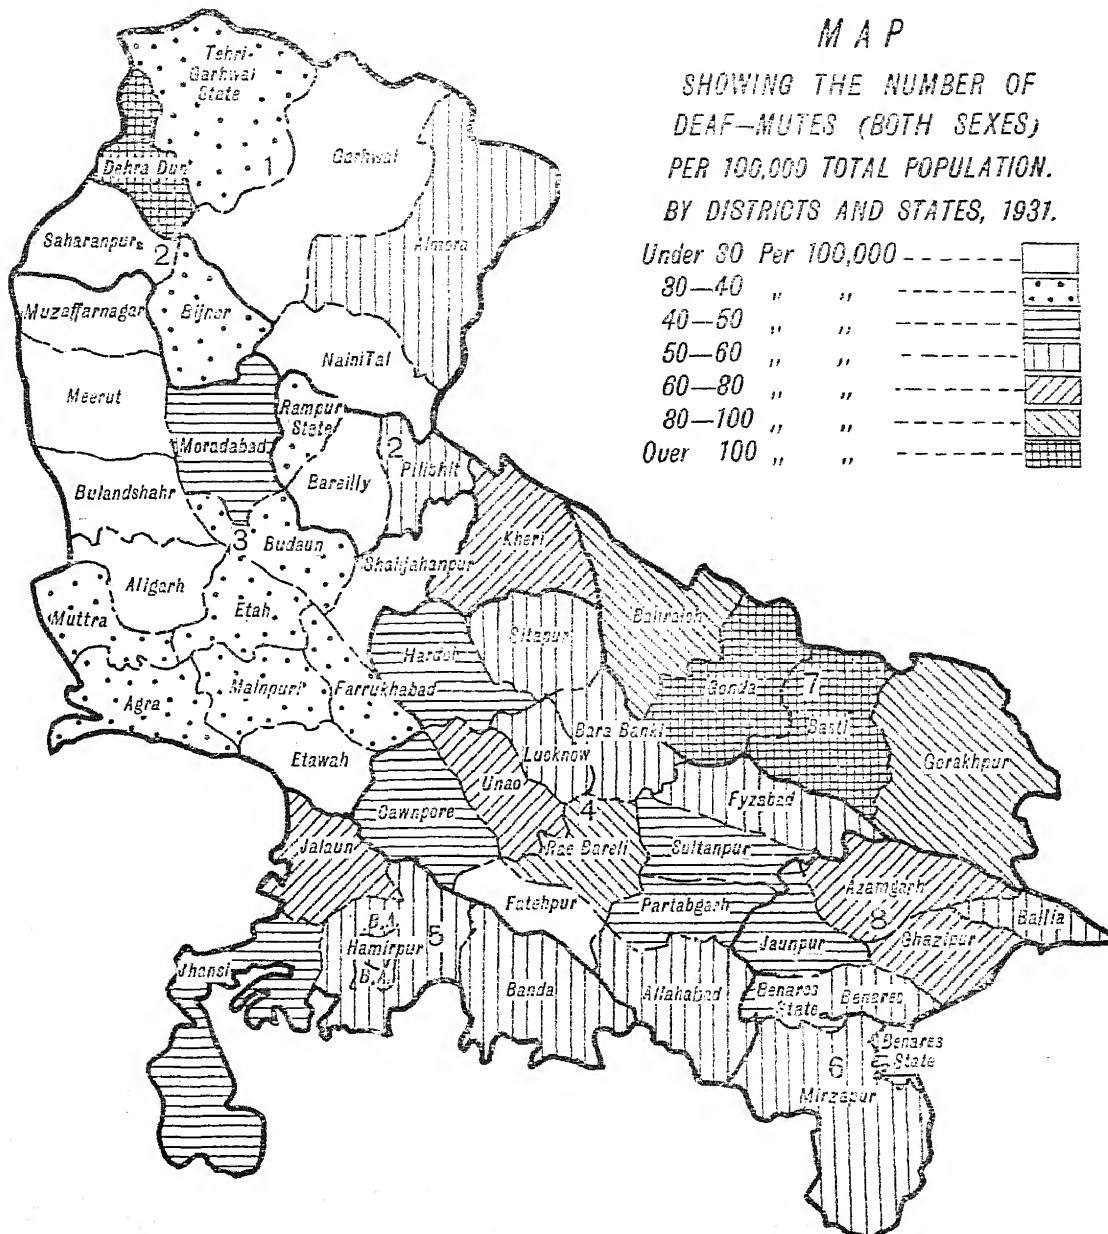 MAP
SHOWING THE NUMBER OF
DEAF-MUTES (BOTH SEXES)
PER 100,000 TOTAL POPULATION.
BY DISTRICTS AND STATES, 1931.
Under 30 Per 100,000
30—40 " "
40—50 " "
50—60 " "
60—80 " "
80—100 " "
Over 100 " "
Tehri-
Garhwal
State
1
Garhwal
Dehra Dun
Almora
Saharanpur
2
Muzaffarnagar
Bijnor
Naini Tal
Meerut
Rampur
State
Moradabad
2
Pilibhit
Bareilly
Bulandshahr
3
Budaun
Shahjahanpur
Kheri
Aligarh
Etah
Muttra
Bahraich
Sitapur
Hardoi
Mainpuri
Farrukhabad
Agra
Gonda
7
Basti
Bara Banki
Etawah
Lucknow
Gorakhpur
Unao
Fyzabad
Cawnpore
4
Jalaun
Rae Bareli
Sultanpur
Azamgarh
Fatehpur
Partabgarh
8
Ballia
B.A.
Hamirpur
5
Jaunpur
Ghazipur
Jhansi
B.A.
Banda
Allahabad
Benares
State
Benares
Benares
State
6
Mirzapur